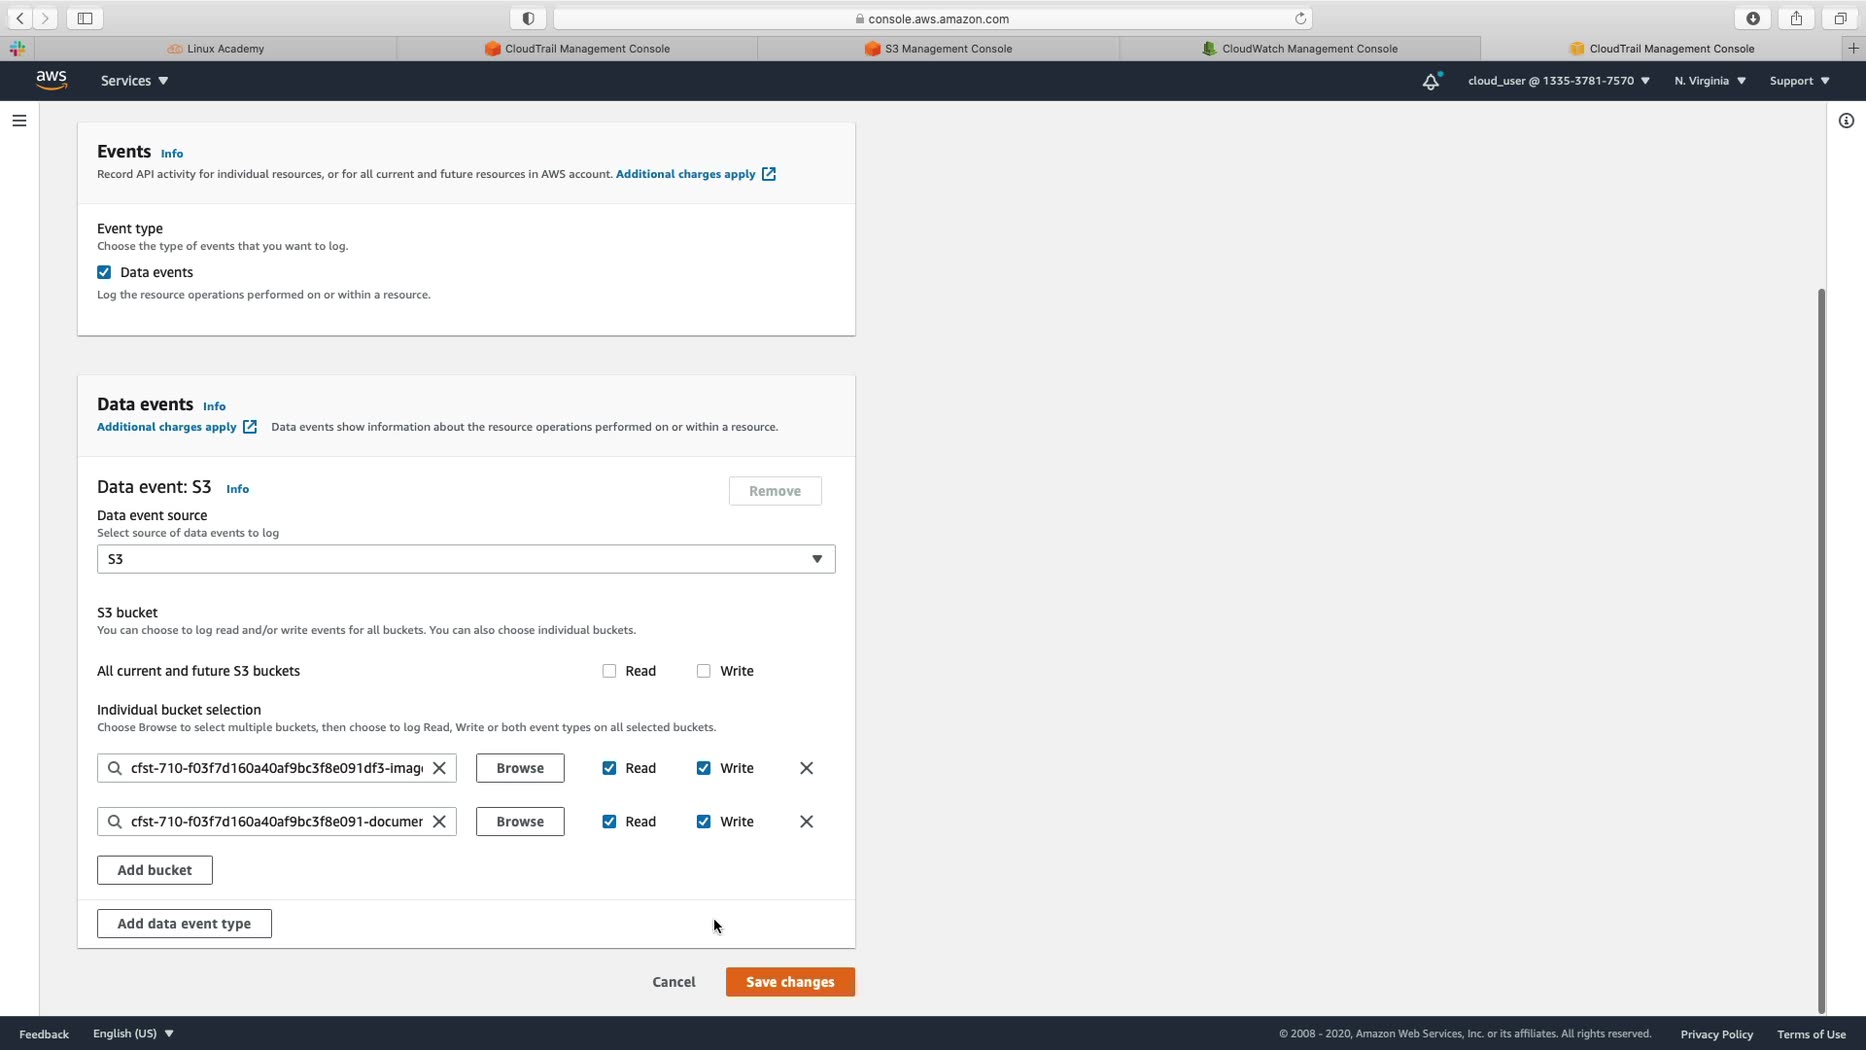 console.aws.amazon.com
Linux Academy
CloudTrail Management Console
S3 Management Console
CloudWatch Management Console
CloudTrail Management Console
aws
Services
cloud_user @ 1335-3781-7570
N. Virginia
Support
Events Info
Record API activity for individual resources, or for all current and future resources in AWS account. Additional charges apply
Event type
Choose the type of events that you want to log.
Data events
Log the resource operations performed on or within a resource.
Data events Info
Additional charges apply Data events show information about the resource operations performed on or within a resource.
Data event: S3 Info
Remove
Data event source
Select source of data events to log
S3
S3 bucket
You can choose to log read and/or write events for all buckets. You can also choose individual buckets.
All current and future S3 buckets Read Write
Individual bucket selection
Choose Browse to select multiple buckets, then choose to log Read, Write or both event types on all selected buckets.
cfst-710-f03f7d160a40af9bc3f8e091df3-imag Browse Read Write
cfst-710-f03f7d160a40af9bc3f8e091-documen Browse Read Write
Add bucket
Add data event type
Cancel Save changes
Feedback English (US) © 2008 - 2020, Amazon Web Services, Inc. or its affiliates. All rights reserved. Privacy Policy Terms of Use